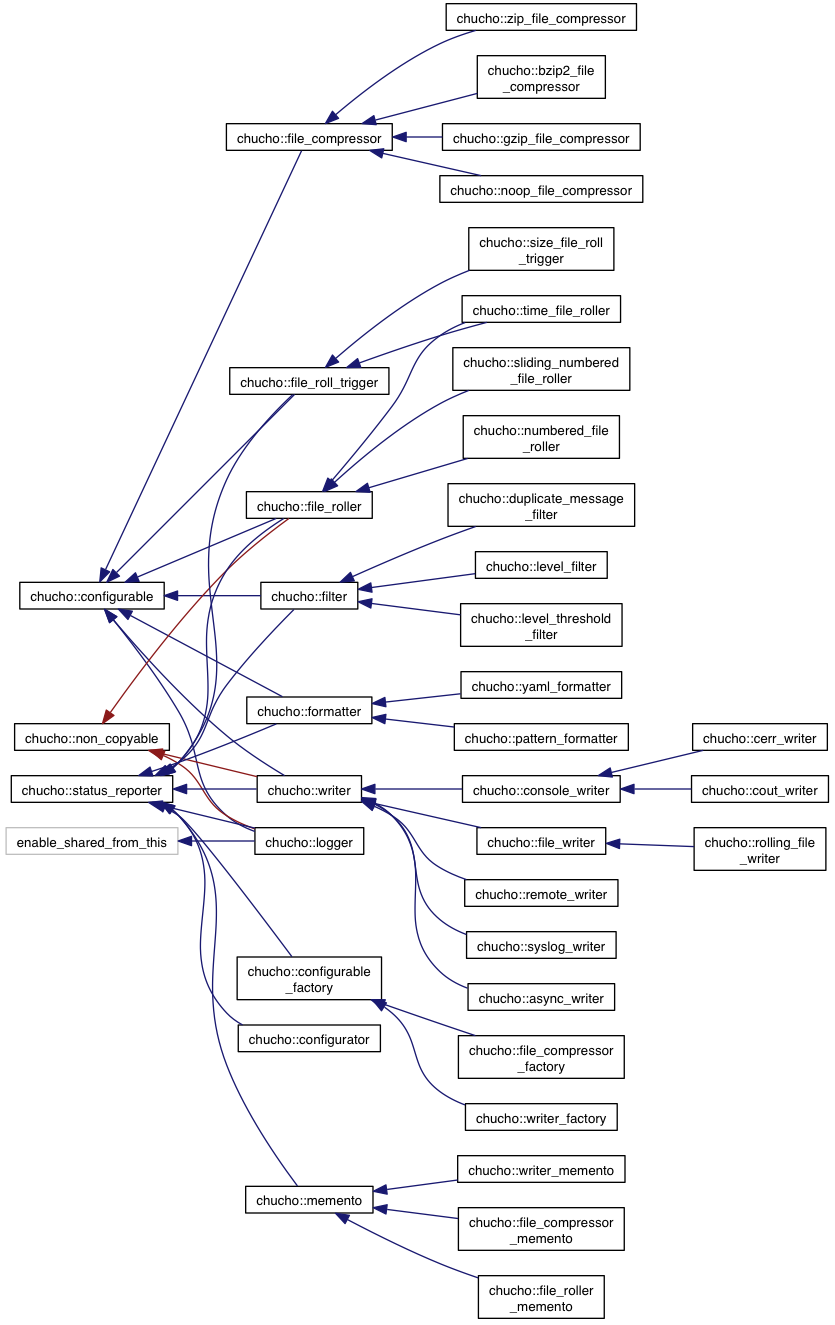 chucho::zip_file_compressor
chucho::bzip2_file
_compressor
chucho::file_compressor
chucho::gzip_file_compressor
chucho::noop_file_compressor
chucho::size_file_roll
_trigger
chucho::time_file_roller
chucho::file_roll_trigger
chucho::sliding_numbered
_file_roller
chucho::numbered_file
_roller
chucho::file_roller
chucho::duplicate_message
_filter
chucho::level_filter
chucho::configurable
chucho::filter
chucho::level_threshold
_filter
chucho::yaml_formatter
chucho::formatter
chucho::non_copyable
chucho::pattern_formatter
chucho::cerr_writer
chucho::status_reporter
chucho::writer
chucho::console_writer
chucho::cout_writer
enable_shared_from_this
chucho::logger
chucho::file_writer
chucho::rolling_file
_writer
chucho::remote_writer
chucho::syslog_writer
chucho::configurable
_factory
chucho::async_writer
chucho::configurator
chucho::file_compressor
_factory
chucho::writer_factory
chucho::writer_memento
chucho::memento
chucho::file_compressor
_memento
chucho::file_roller
_memento